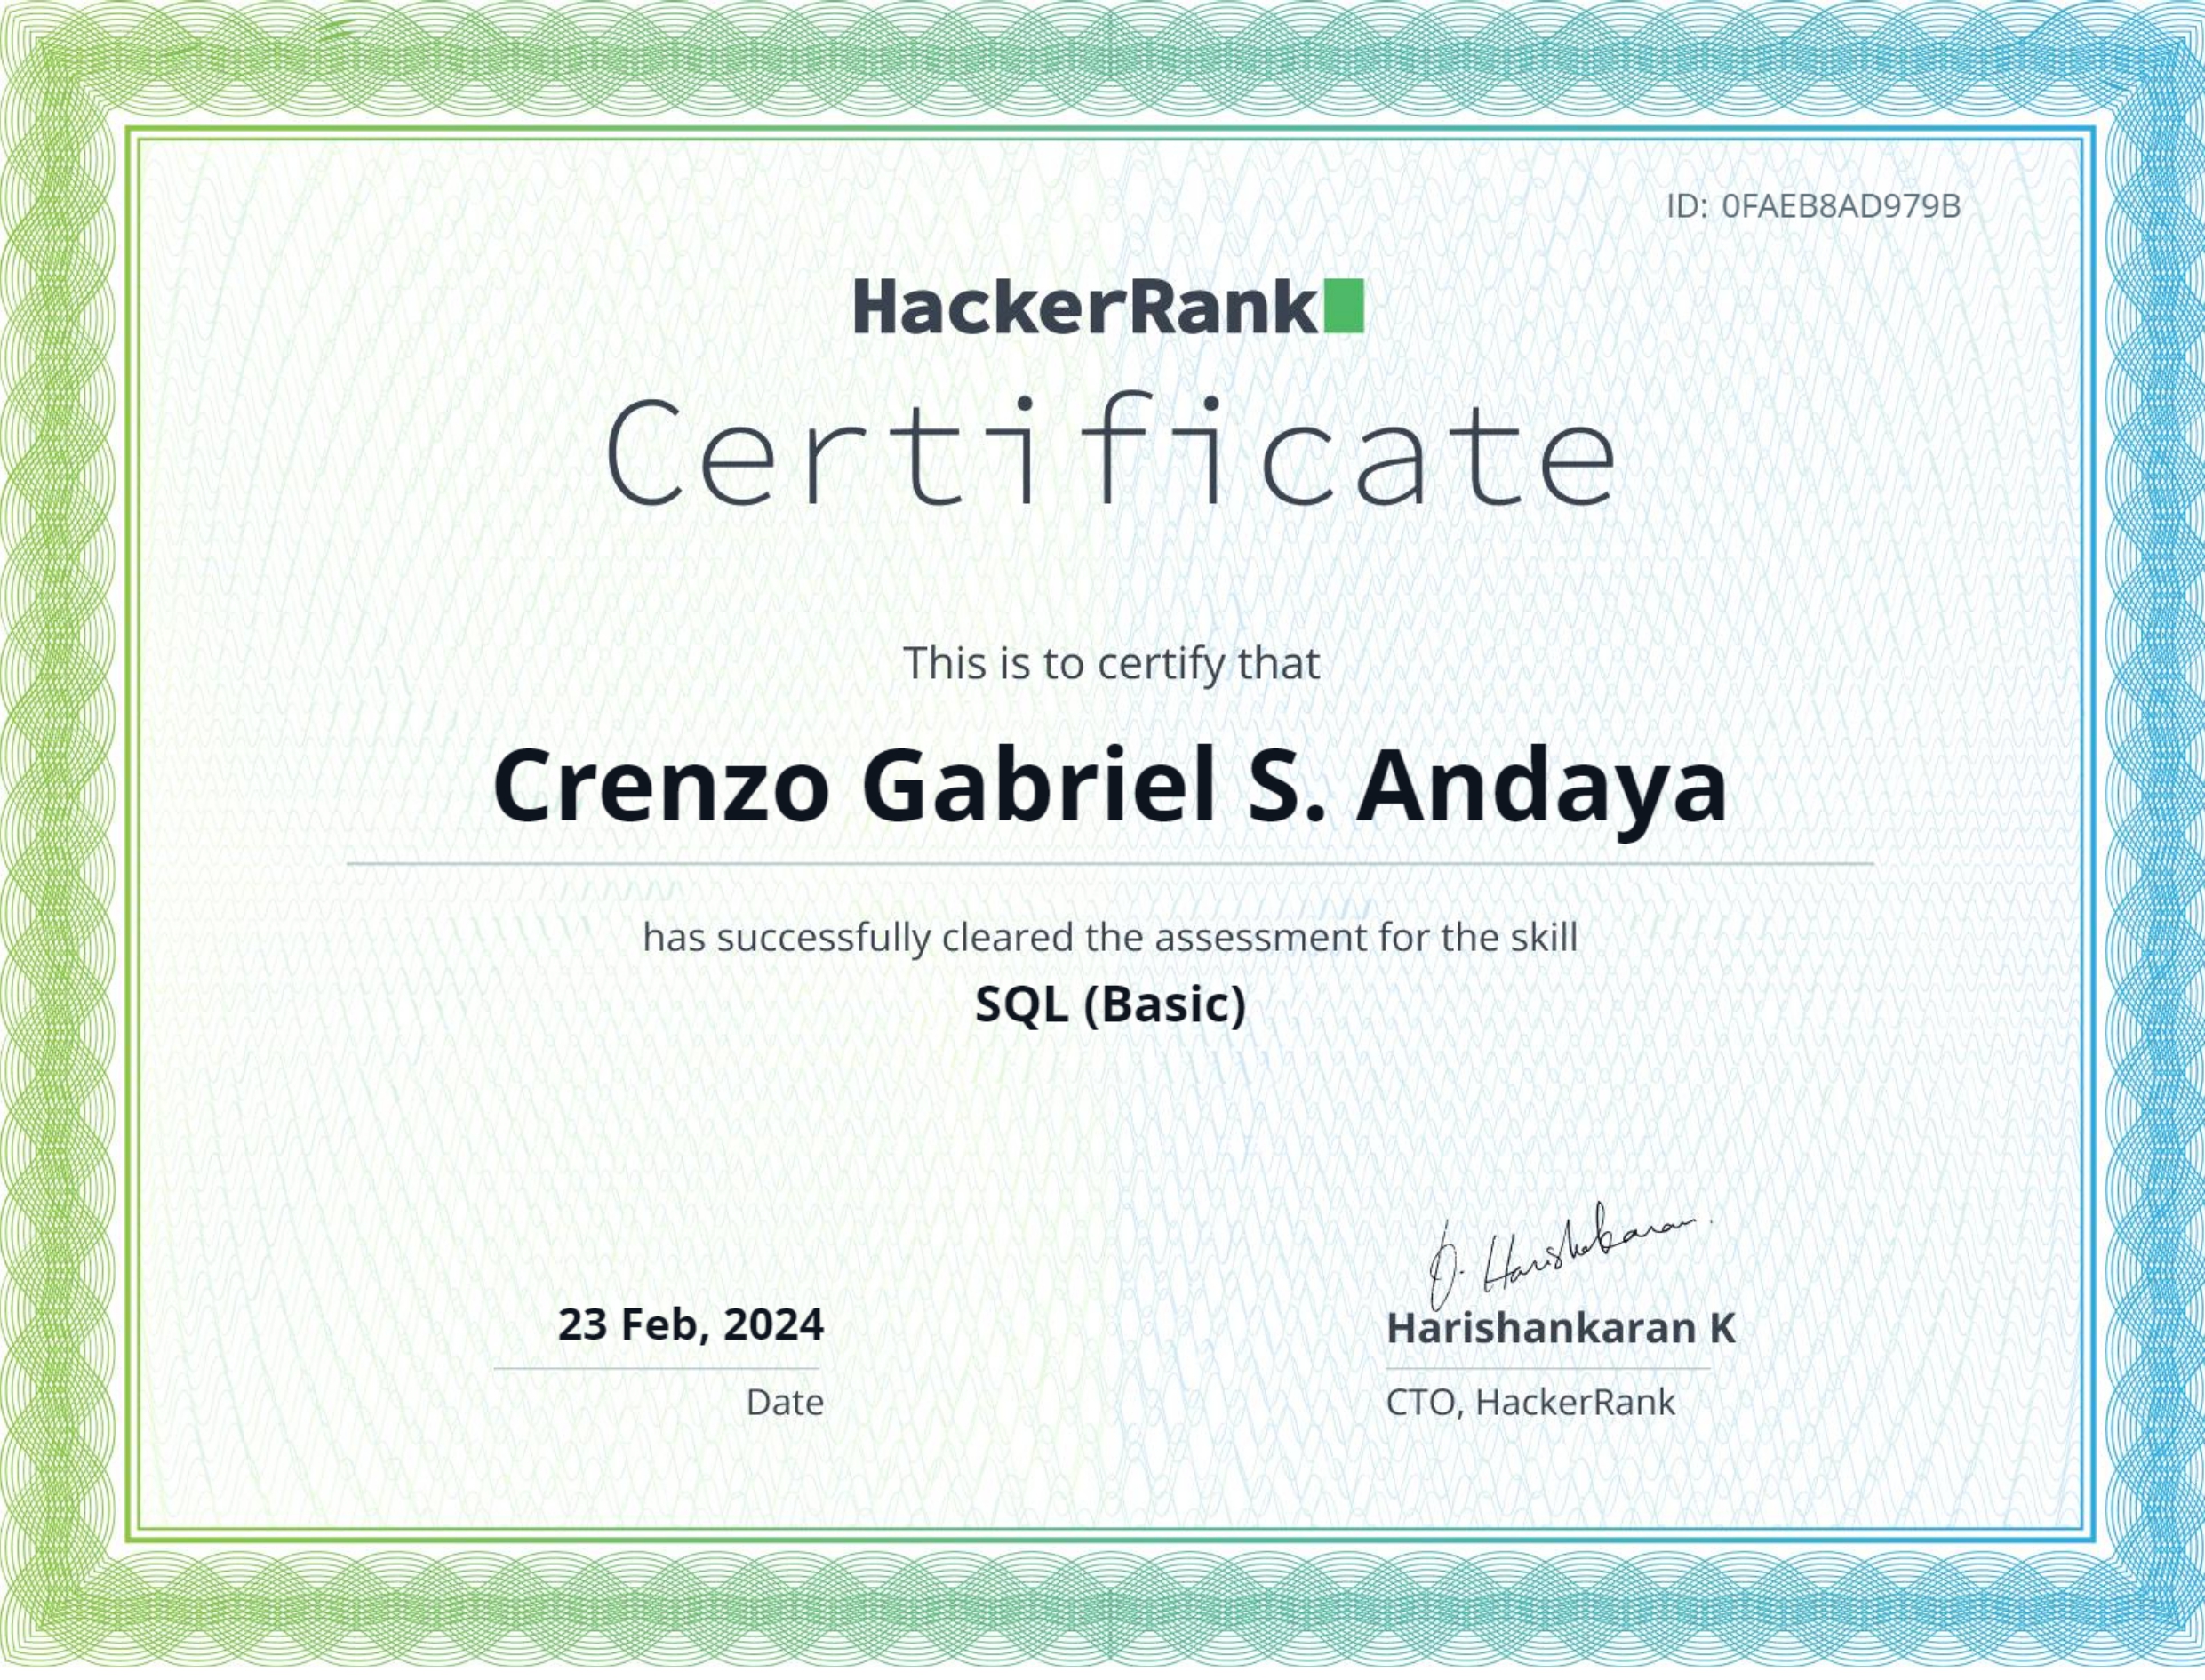 ID: 0FAEB8AD979B
HackerRank
Certificate
This is to certify that
Crenzo Gabriel S. Andaya
has successfully cleared the assessment for the skill
SQL (Basic)
23 Feb, 2024
Date
Harishankaran K
CTO, HackerRank